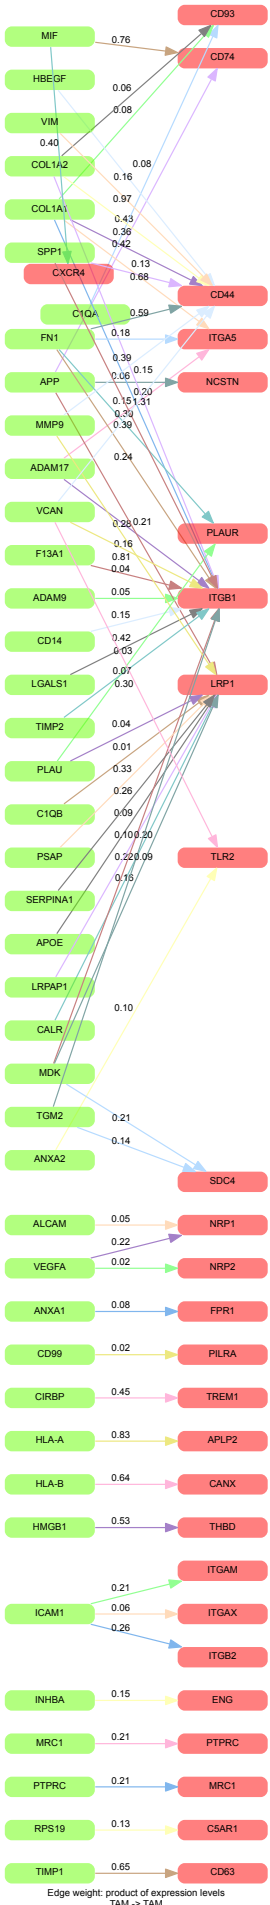 CD93
MIF
0.76
CD74
HBEGF
0.06
VIM
0.08
0.40
COL1A2
0.08
0.16
COL1A1
0.97
0.43
0.36
SPP1
0.42
0.13
CXCR4
0.68
CD44
C1QA
0.59
FN1
0.18
ITGA5
0.39
0.15
APP
0.06
NCSTN
0.20
0.15
1.31
0.39
MMP9
0.39
ADAM17
0.24
VCAN
0.28
0.21
PLAUR
F13A1
0.16
0.81
0.04
ADAM9
0.05
ITGB1
0.15
CD14
0.42
0.03
LGALS1
0.07
LRP1
0.30
TIMP2
0.04
PLAU
0.01
0.33
C1QB
0.26
0.09
PSAP
0.10
0.20
TLR2
0.22
0.09
SERPINA1
0.16
APOE
LRPAP1
0.10
CALR
MDK
TGM2
0.21
0.14
ANXA2
SDC4
ALCAM
0.05
NRP1
0.22
VEGFA
0.02
NRP2
ANXA1
0.08
FPR1
CD99
0.02
PILRA
CIRBP
0.45
TREM1
HLA-A
0.83
APLP2
HLA-B
0.64
CANX
HMGB1
0.53
THBD
ITGAM
0.21
ICAM1
0.06
ITGAX
0.26
ITGB2
INHBA
0.15
ENG
MRC1
0.21
PTPRC
PTPRC
0.21
MRC1
RPS19
0.13
C5AR1
TIMP1
0.65
CD63
Edge weight: product of expression levels
TAM -> TAM